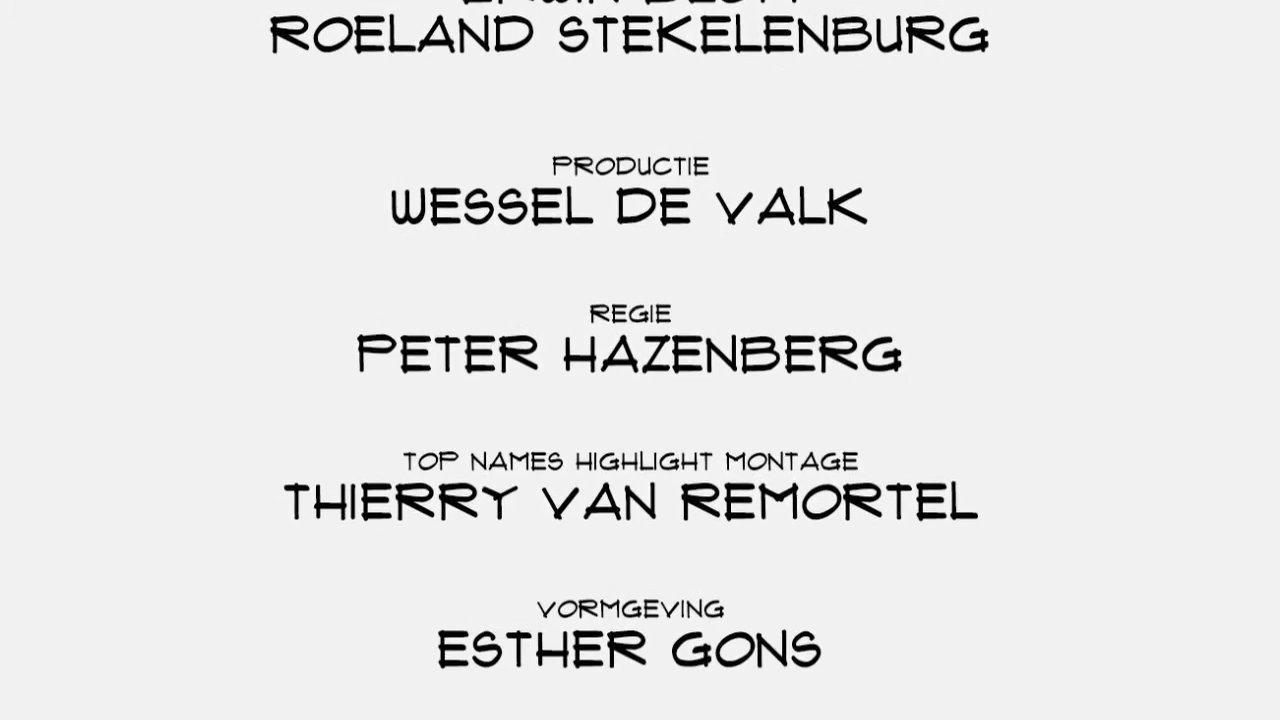 ROELAND STEKELENBURG
PRODUCTIE
WESSEL DE VALK
REGIE
PETER HAZENBERG
TOP NAMES HIGHLIGHT MONTAGE
THIERRY VAN REMORTEL
VORMGEVING
ESTHER GONS